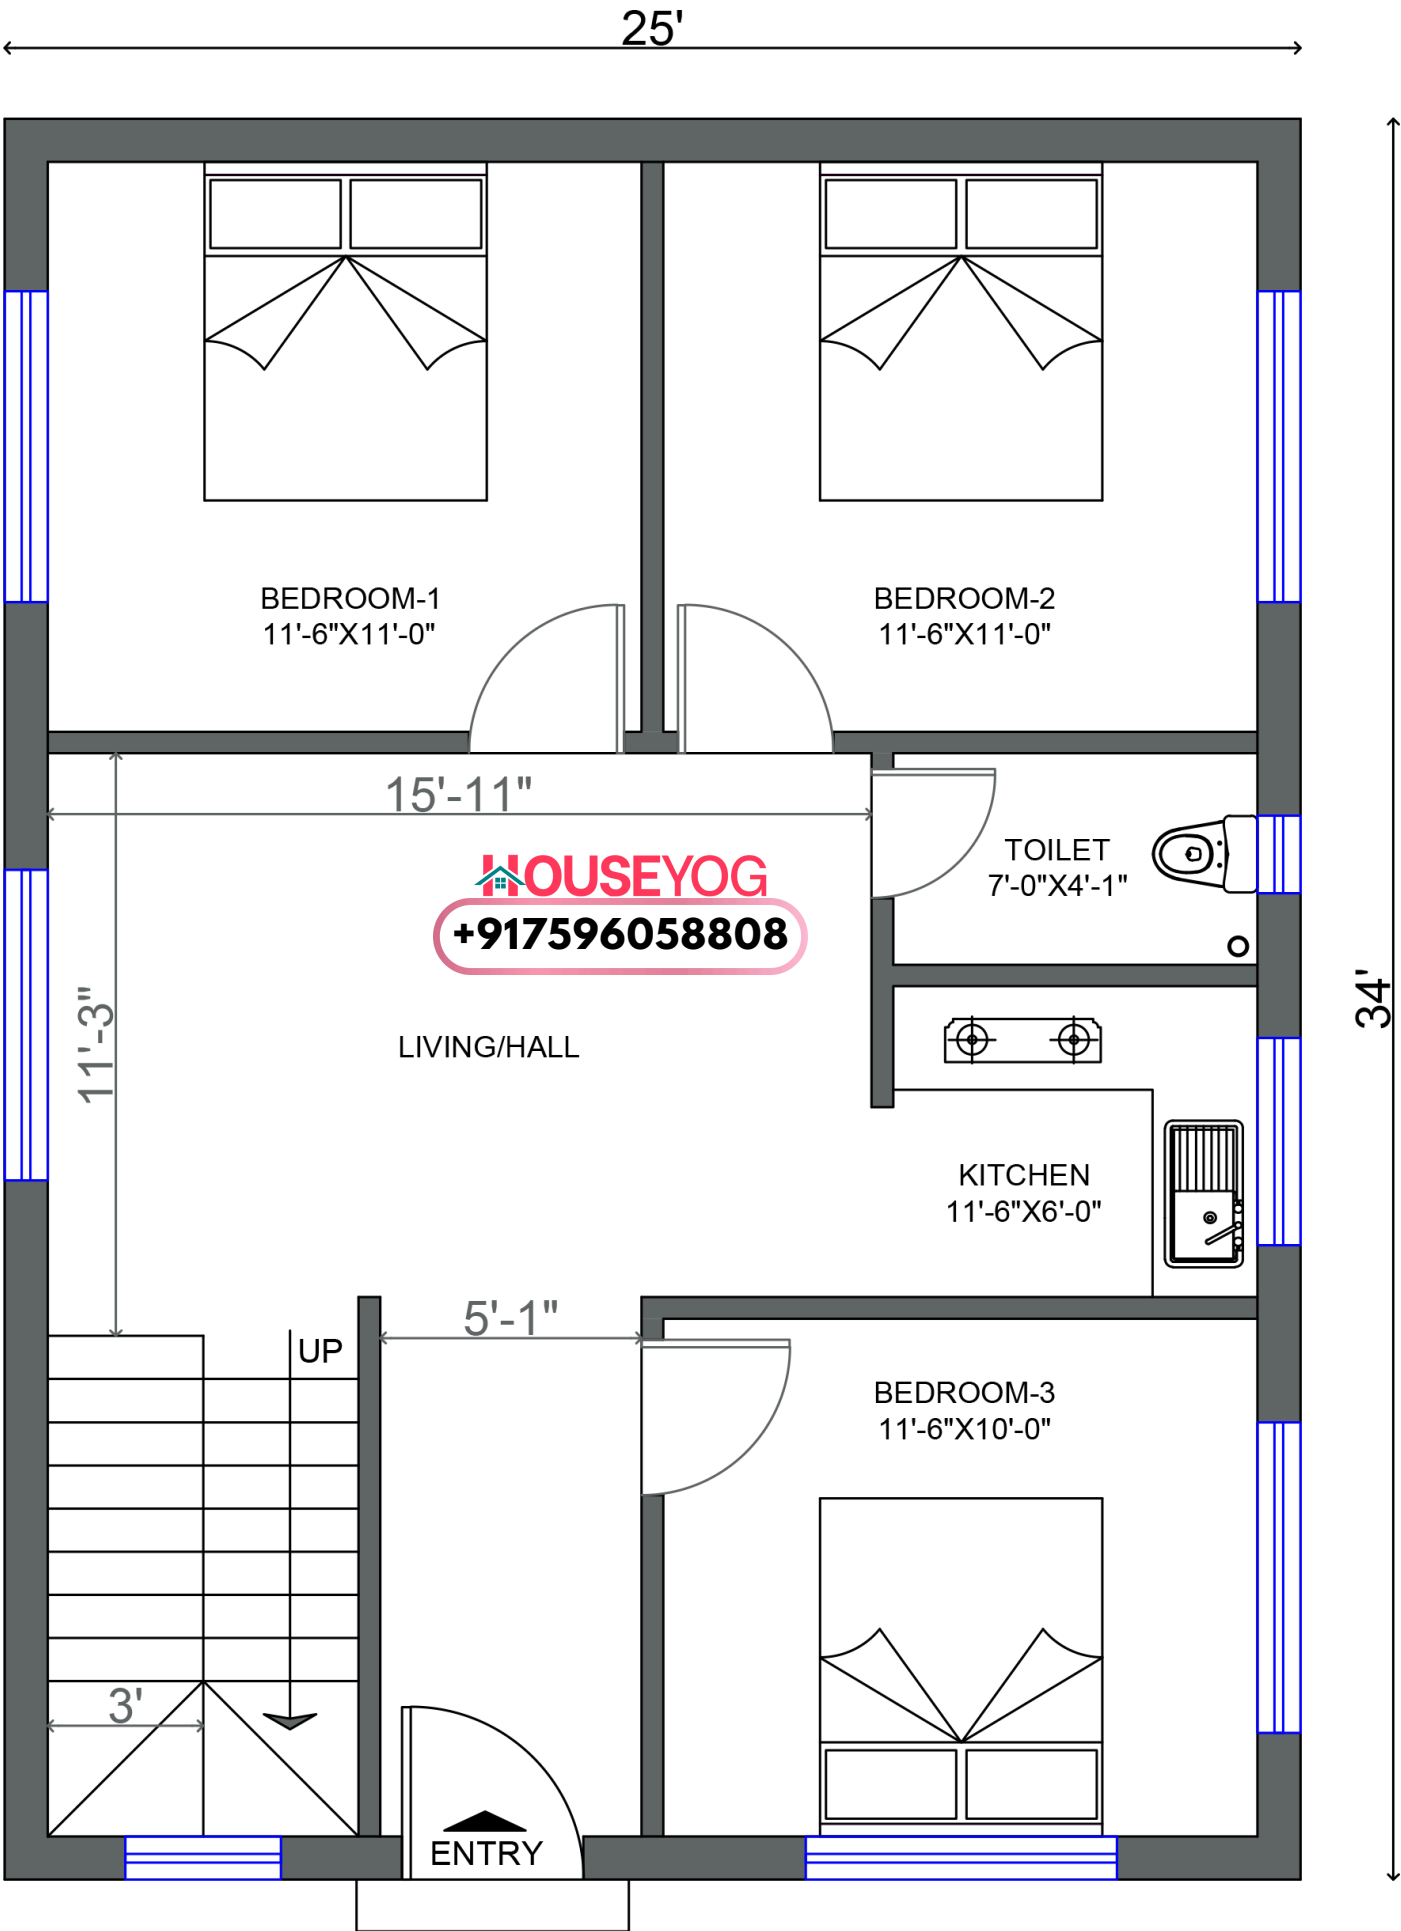 25'
BEDROOM-1
11'-6"X11'-0"
BEDROOM-2
11'-6"X11'-0"
15'-11"
TOILET
7'-0"X4'-1"
HOUSEYOG
+917596058808
34'
11'-3"
LIVING/HALL
KITCHEN
11'-6"X6'-0"
5'-1"
UP
BEDROOM-3
11'-6"X10'-0"
3'
ENTRY